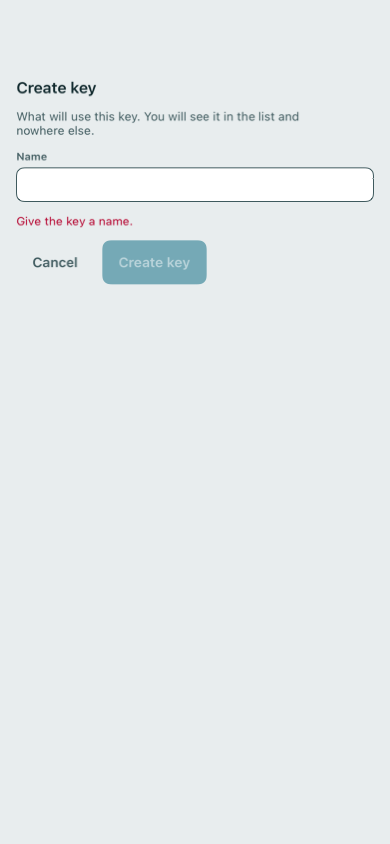 Create key
What will use this key. You will see it in the list and
nowhere else.
Name
Give the key a name.
Cancel
Create key